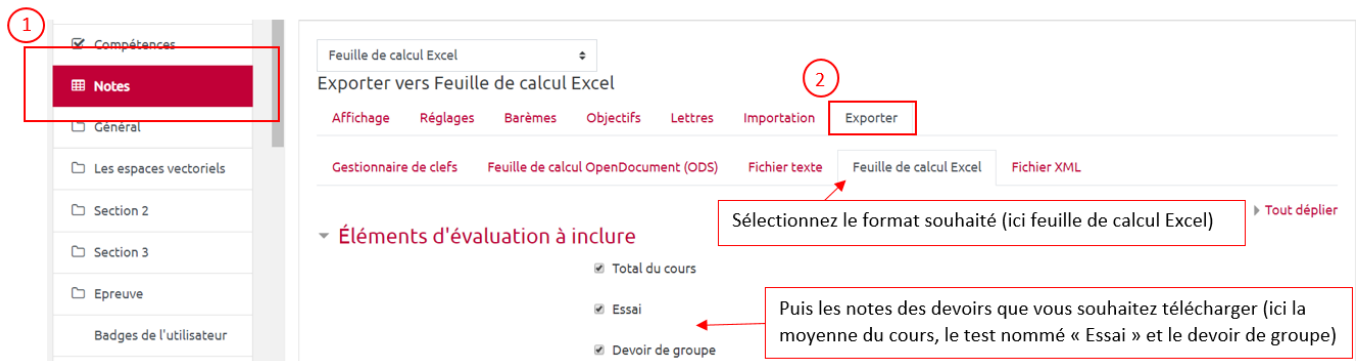 1
Compétences
Notes
Général
Les espaces vectoriels
Section 2
Section 3
Epreuve
Badges de l'utilisateur
Feuille de calcul Excel
Exporter vers Feuille de calcul Excel
2
Affichage Réglages Barèmes Objectifs Lettres Importation Exporter
Gestionnaire de clefs Feuille de calcul OpenDocument (ODS) Fichier texte Feuille de calcul Excel Fichier XML
Sélectionnez le format souhaité (ici feuille de calcul Excel)
Tout déplier
Éléments d'évaluation à inclure
Total du cours
Essai
Devoir de groupe
Puis les notes des devoirs que vous souhaitez télécharger (ici la
moyenne du cours, le test nommé « Essai » et le devoir de groupe)